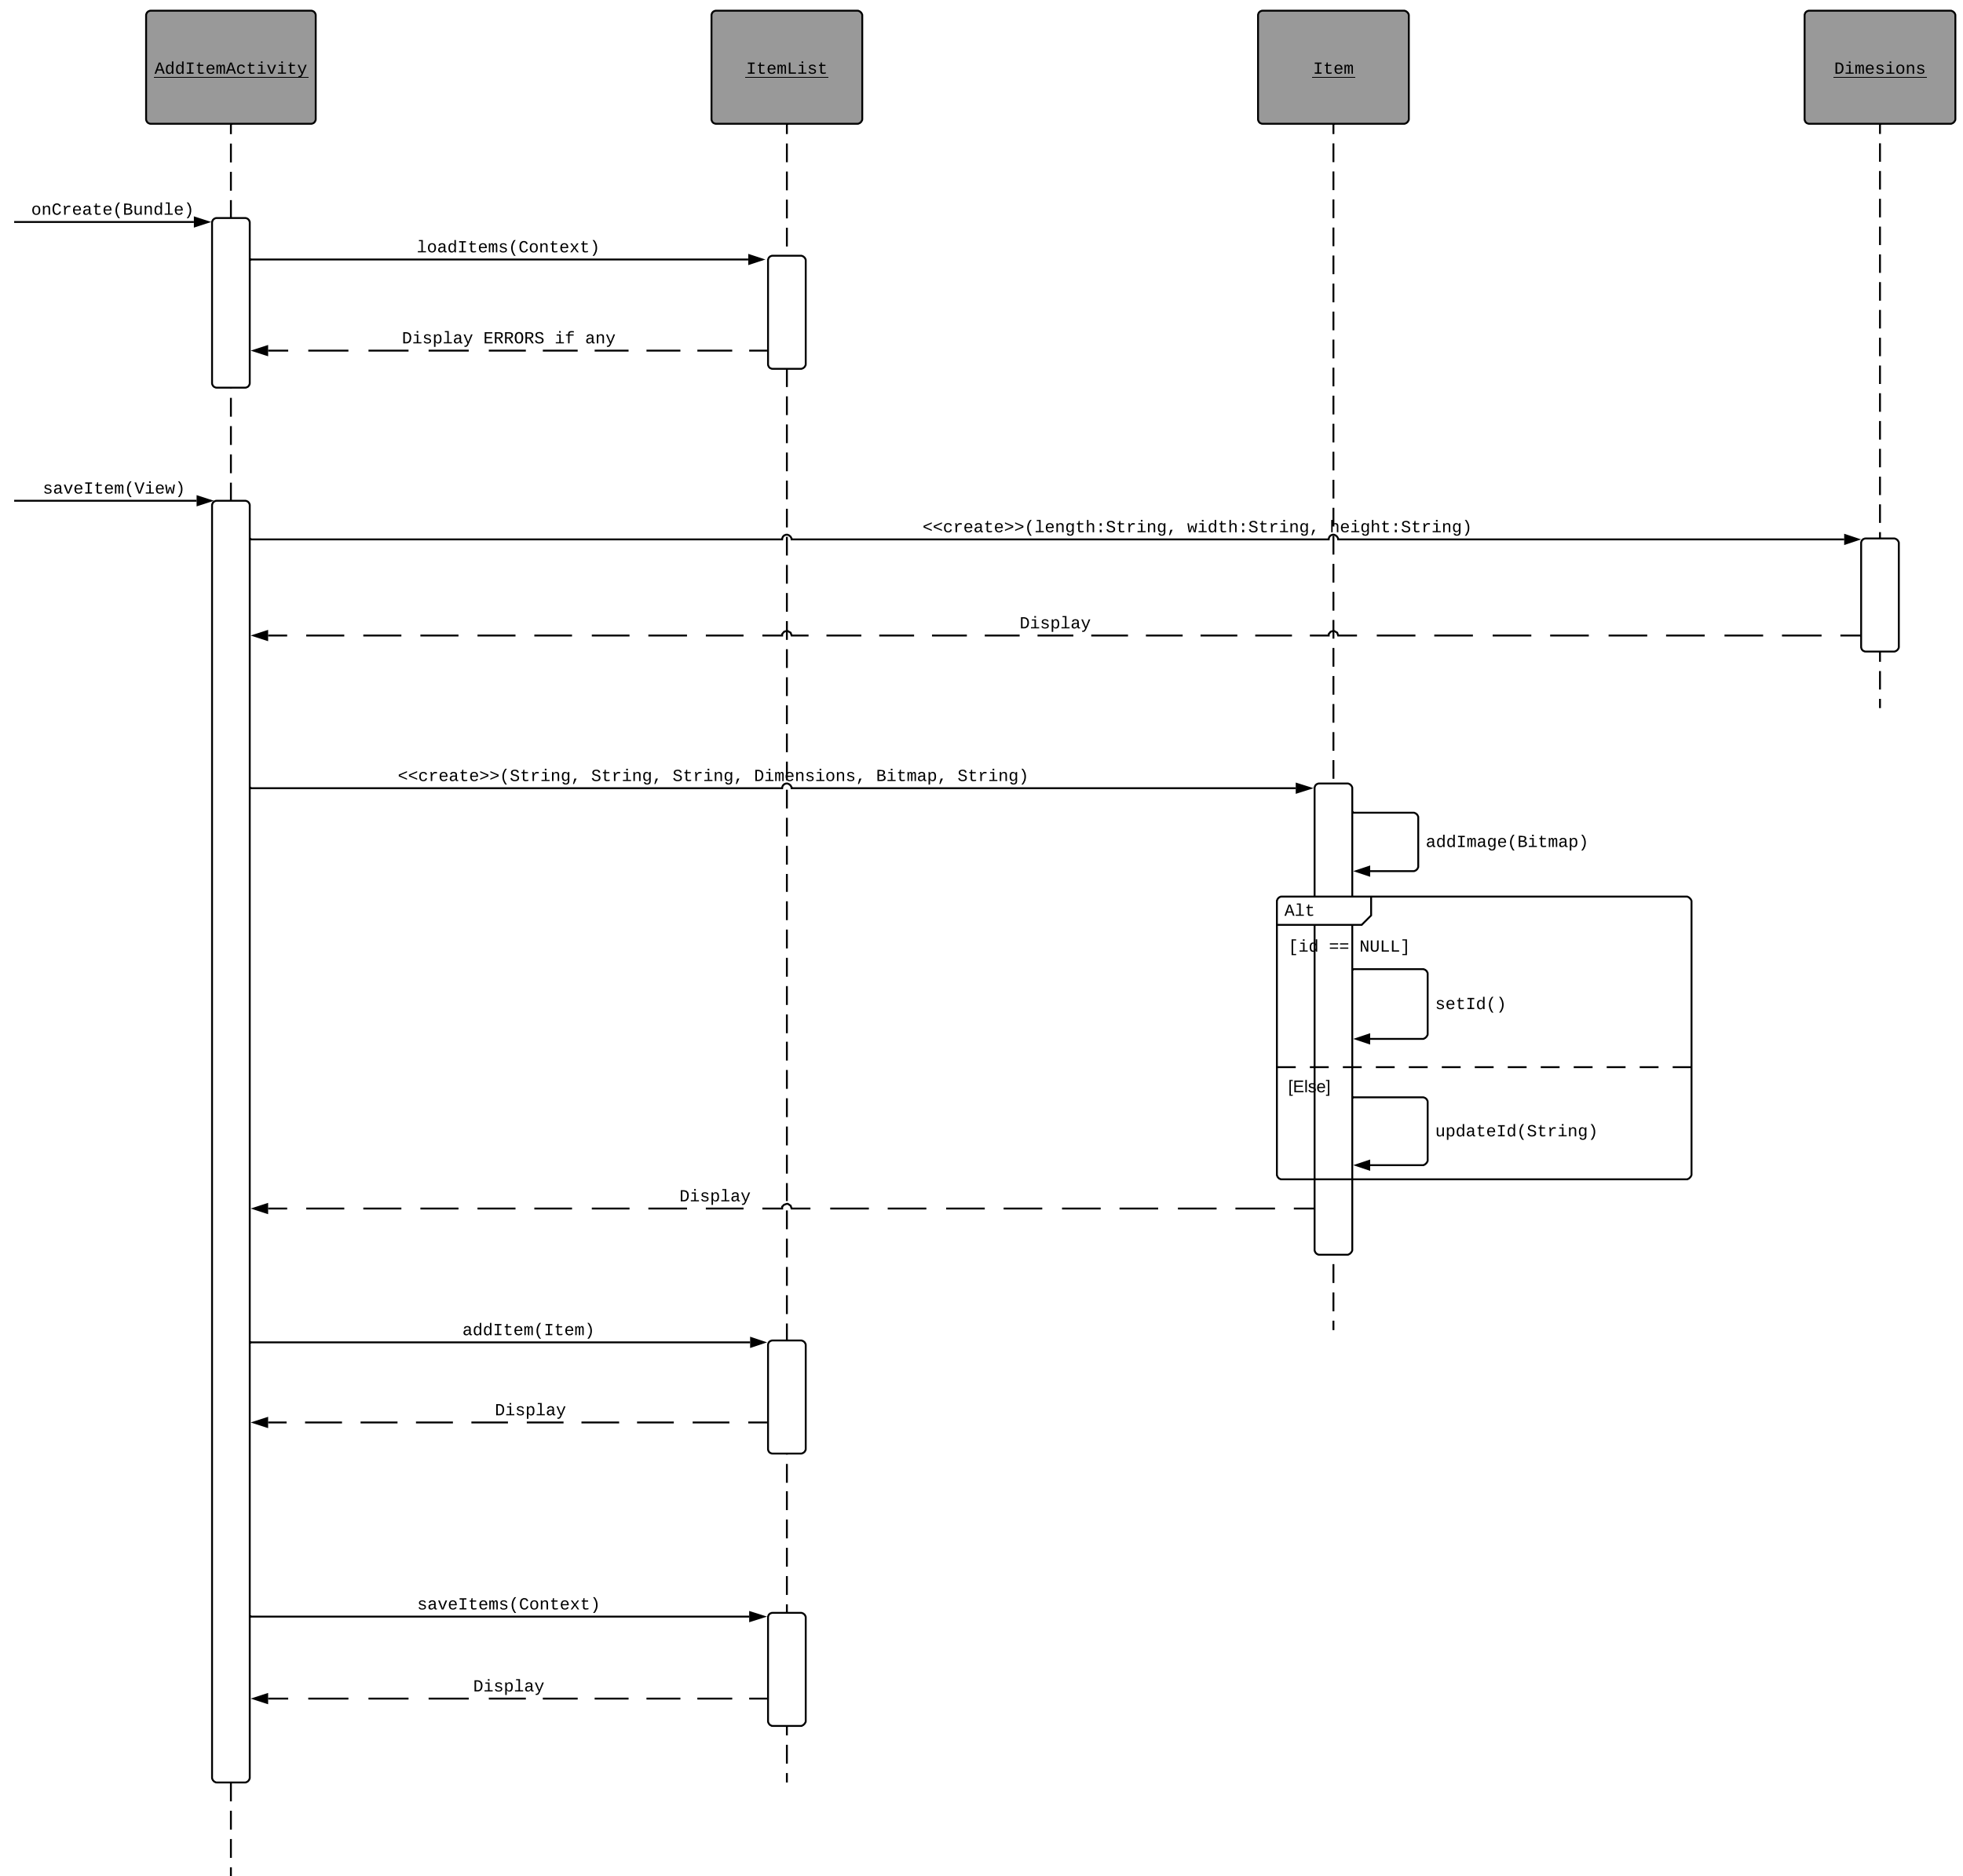 AddItemActivity
ItemList
Item
Dimesions
onCreate(Bundle)
loadItems(Context)
Display ERRORS if any
saveItem(View)
<<create>>(length:String, width:String, height:String)
Display
<<create>>(String, String, String, Dimensions, Bitmap, String)
addImage(Bitmap)
Alt
[id == NULL]
setId()
[Else]
updateId(String)
Display
addItem(Item)
Display
saveItems(Context)
Display